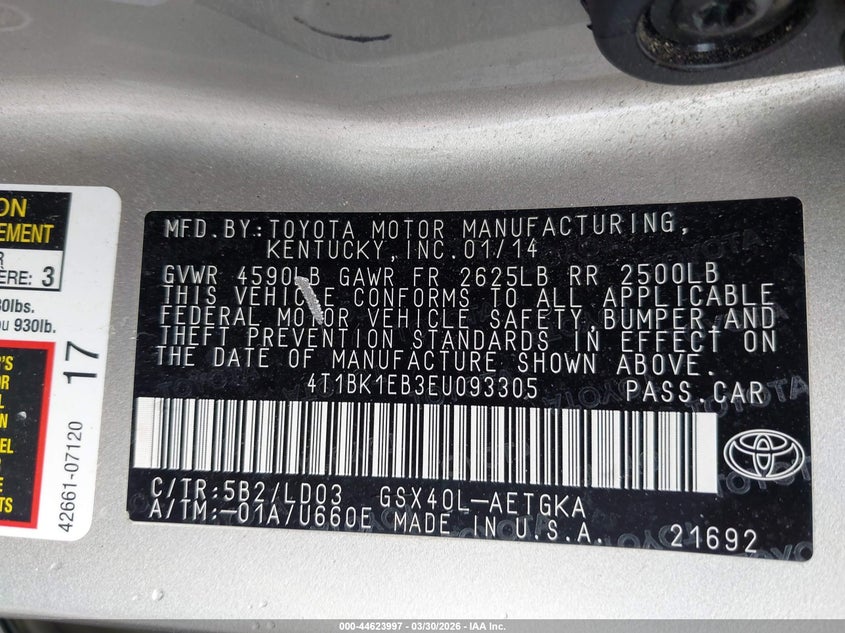 ON
EMENT
R
ERE: 3
30lbs.
ou 930lb.
17
'S
OR
L
N
EL
R
42661-07120
MFD. BY: TOYOTA MOTOR MANUFACTURING,
KENTUCKY, INC. 01/14
GVWR 4590LB GAWR FR 2625LB RR 2500LB
THIS VEHICLE CONFORMS TO ALL APPLICABLE
FEDERAL MOTOR VEHICLE SAFETY, BUMPER, AND
THEFT PREVENTION STANDARDS IN EFFECT ON
THE DATE OF MANUFACTURE SHOWN ABOVE.
4T1BK1EB3EU093305 PASS CAR
C/TR: 5B2/LD03 GSX40L-AETGKA
A/TM: -01A/U660E MADE IN U.S.A. 21692
000-44623997 — 03/30/2026 — IAA Inc.